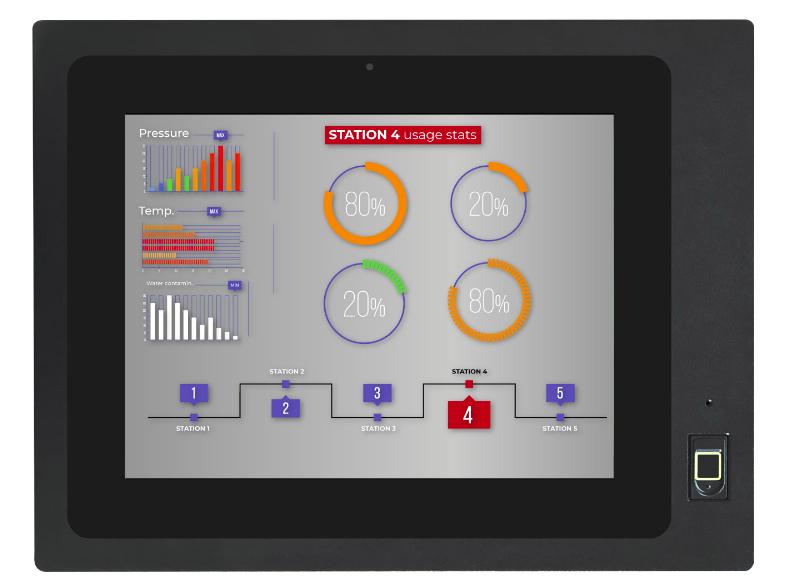 Pressure
MAX
STATION 4 usage stats
80%
20%
Temp.
MAX
Water contamin.
MIN
20%
80%
STATION 2
STATION 4
1
3
5
2
4
STATION 1
STATION 3
STATION 5